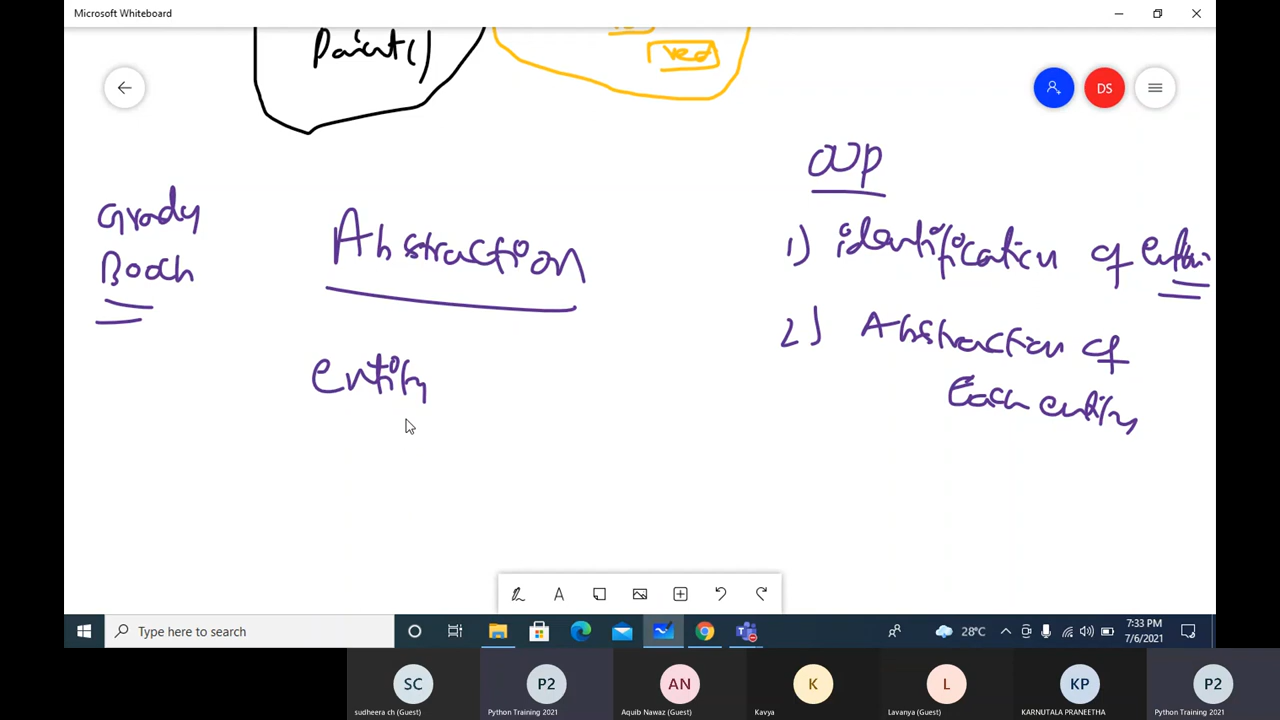 Microsoft Whiteboard
Paint()
red
DS
OOP
Grady
Booch
Abstraction
1) identification of entities
2) Abstraction of
Each entity
entity
A
Type here to search
28°C
7:33 PM
7/6/2021
SC
sudheera ch (Guest)
P2
Python Training 2021
AN
Aquib Nawaz (Guest)
K
Kavya
L
Lavanya (Guest)
KP
KARNUTALA PRANEETHA
P2
Python Training 2021